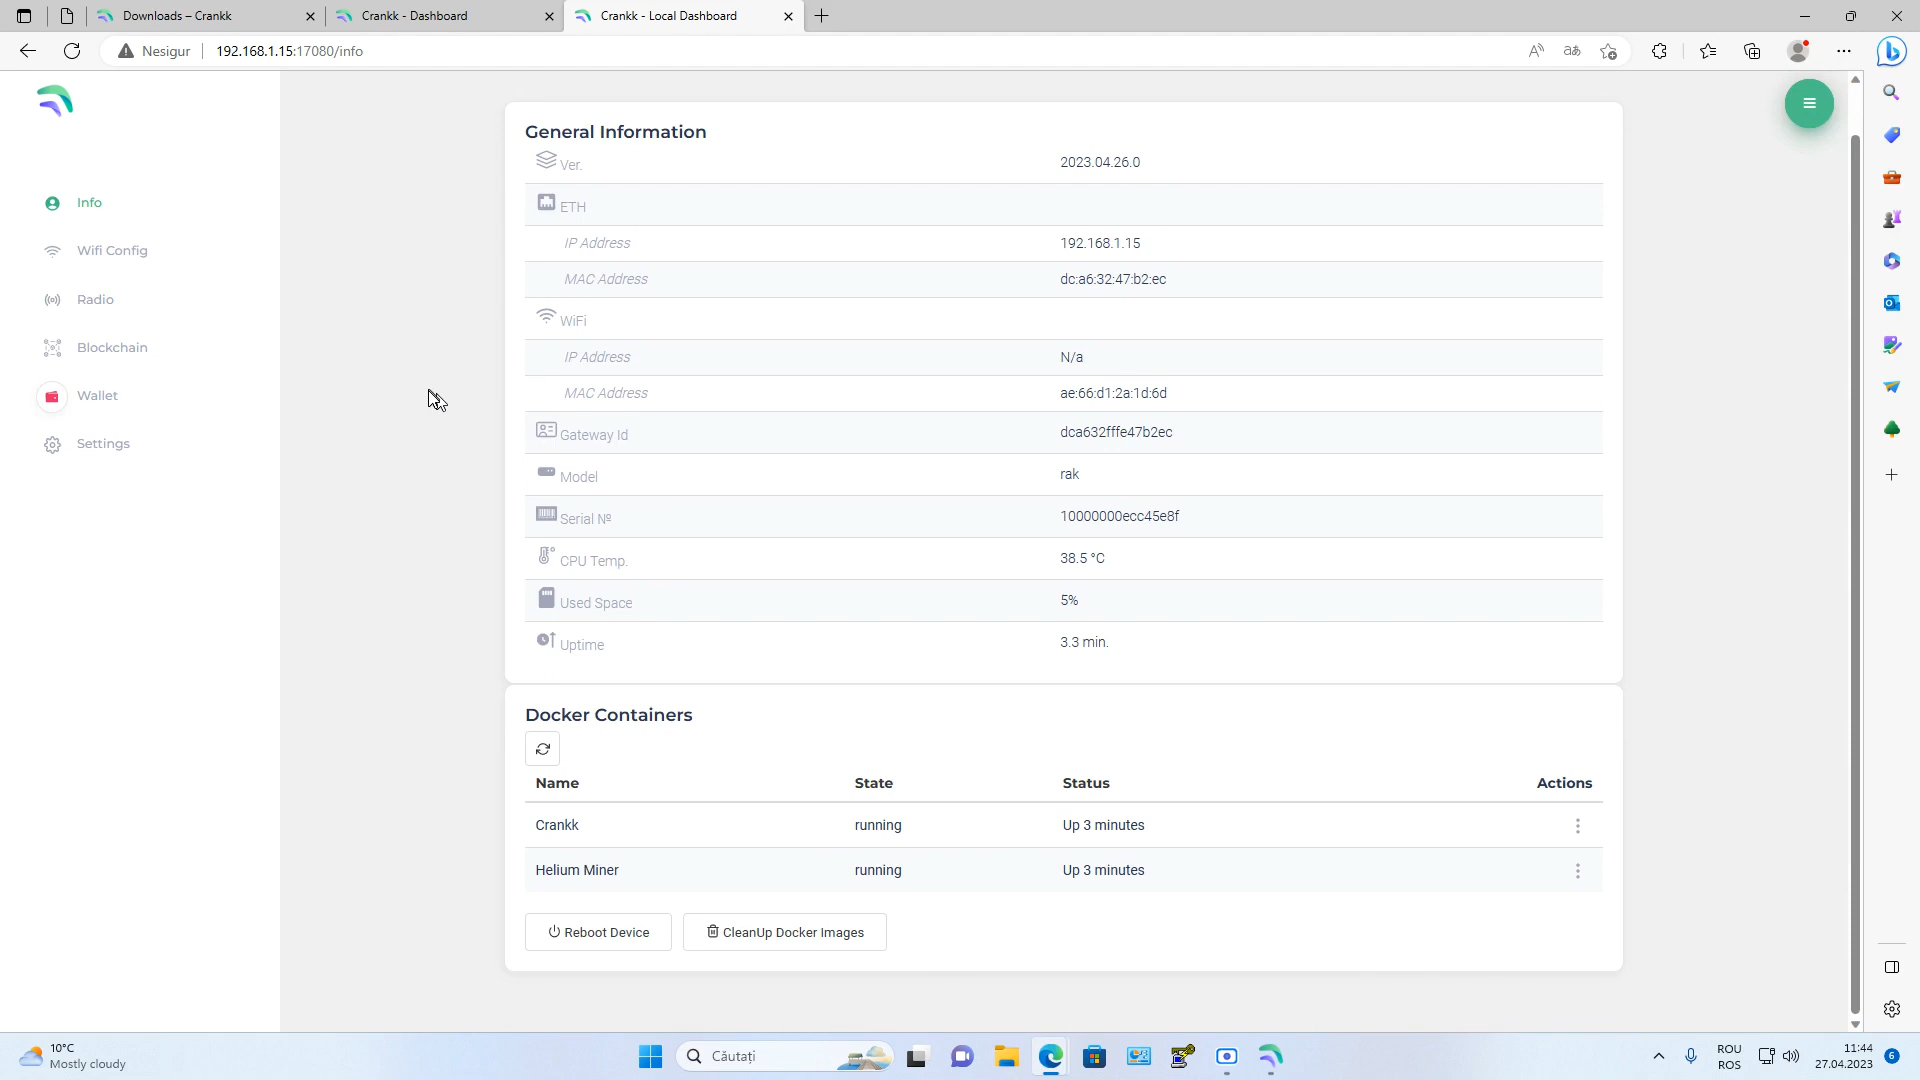 Downloads – Crankk
Crankk - Dashboard
Crankk - Local Dashboard
Nesigur
192.168.1.15:17080/info
Info
Wifi Config
Radio
Blockchain
Wallet
Settings
General Information
Ver. 2023.04.26.0
ETH
IP Address 192.168.1.15
MAC Address dc:a6:32:47:b2:ec
WiFi
IP Address N/a
MAC Address ae:66:d1:2a:1d:6d
Gateway Id dca632fffe47b2ec
Model rak
Serial № 10000000ecc45e8f
CPU Temp. 38.5 °C
Used Space 5%
Uptime 3.3 min.
Docker Containers
Name State Status Actions
Crankk running Up 3 minutes
Helium Miner running Up 3 minutes
Reboot Device CleanUp Docker Images
10°C
Mostly cloudy
Căutați
ROU
ROS
11:44
27.04.2023
6